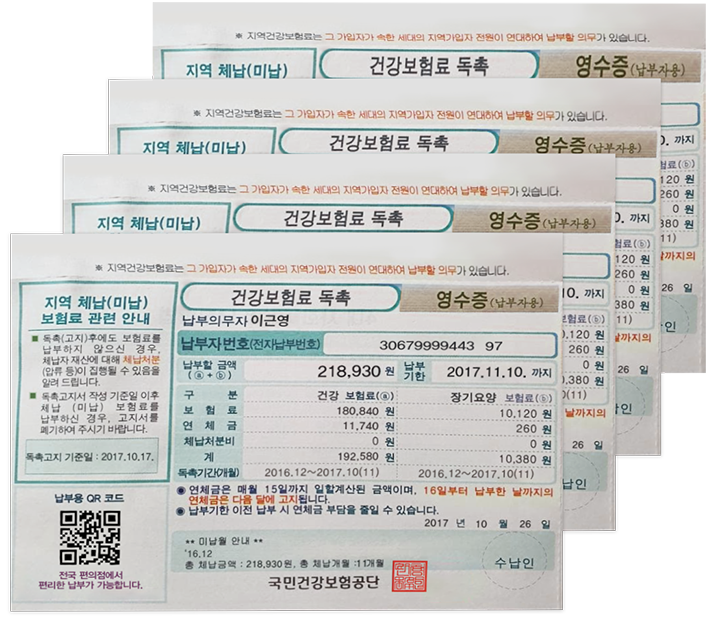 ※ 지역건강보험료는 그 가입자가 속한 세대의 지역가입자 전원이 연대하여 납부할 의무가 있습니다.
지역 체납(미납)
건강보험료 독촉
영수증(납부자용)
0. 까지
보험료(ⓑ)
120 원
260 원
0 원
380 원
(11)
날까지의
26 일
수납인
※ 지역건강보험료는 그 가입자가 속한 세대의 지역가입자 전원이 연대하여 납부할 의무가 있습니다.
지역 체납(미납)
건강보험료 독촉
영수증(납부자용)
0. 까지
보험료(ⓑ)
120 원
260 원
0 원
380 원
(11)
날까지의
26 일
수납인
※ 지역건강보험료는 그 가입자가 속한 세대의 지역가입자 전원이 연대하여 납부할 의무가 있습니다.
지역 체납(미납)
건강보험료 독촉
영수증(납부자용)
10. 까지
보험료(ⓑ)
0,120 원
260 원
0 원
0,380 원
(11)
날까지의
26 일
납인
※ 지역건강보험료는 그 가입자가 속한 세대의 지역가입자 전원이 연대하여 납부할 의무가 있습니다.
지역 체납(미납)
보험료 관련 안내
■ 독촉(고지)후에도 보험료를
납부하지 않으신 경우,
체납자 재산에 대해 체납처분
(압류 등)이 집행될 수 있음을
알려 드립니다.
■ 독촉고지서 작성 기준일 이후
체납 (미납) 보험료를
납부하신 경우, 고지서를
폐기하여 주시기 바랍니다.
독촉고지 기준일 : 2017.10.17.
납부용 QR 코드
전국 편의점에서
편리한 납부가 가능합니다.
건강보험료 독촉
영수증(납부자용)
납부의무자 이근영
납부자번호(전자납부번호) 30679999443 97
납부할 금액 (ⓐ+ⓑ) 218,930 원 납부기한 2017.11.10. 까지
구 분 건강 보험료(ⓐ) 장기요양 보험료(ⓑ)
보 험 료 180,840 원 10,120 원
연 체 금 11,740 원 260 원
체납처분비 0 원 0 원
계 192,580 원 10,380 원
독촉기간(개월) 2016.12~2017.10(11) 2016.12~2017.10(11)
● 연체금은 매월 15일까지 일할계산된 금액이며, 16일부터 납부한 날까지의
연체금은 다음 달에 고지됩니다.
● 납부기한 이전 납부 시 연체금 부담을 줄일 수 있습니다.
2017 년 10 월 26 일
** 미납월 안내 **
'16.12
총 체납금액 : 218,930원, 총 체납개월 :11개월
국민건강보험공단
수납인